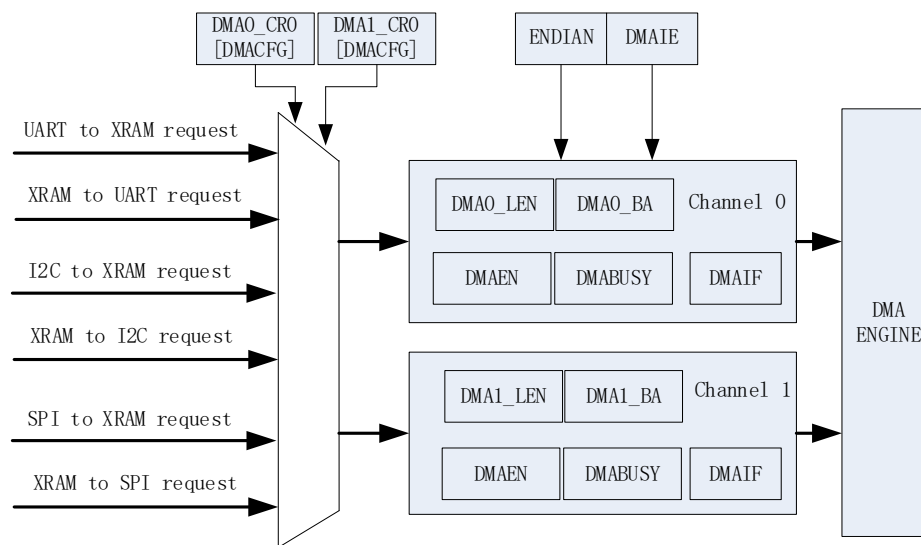 DMA0_CR0
[DMACFG]
DMA1_CR0
[DMACFG]
ENDIAN
DMAIE
UART to XRAM request
XRAM to UART request
I2C to XRAM request
XRAM to I2C request
SPI to XRAM request
XRAM to SPI request
DMA0_LEN
DMA0_BA
Channel 0
DMAEN
DMABUSY
DMAIF
DMA1_LEN
DMA1_BA
Channel 1
DMAEN
DMABUSY
DMAIF
DMA
ENGINE